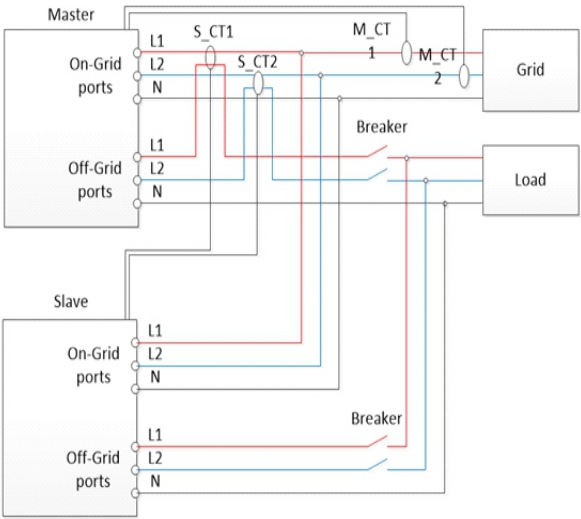 Master
On-Grid
ports
L1
L2
N
S_CT1
S_CT2
M_CT
1
M_CT
2
Grid
Off-Grid
ports
L1
L2
N
Breaker
Load
Slave
On-Grid
ports
L1
L2
N
Off-Grid
ports
L1
L2
N
Breaker